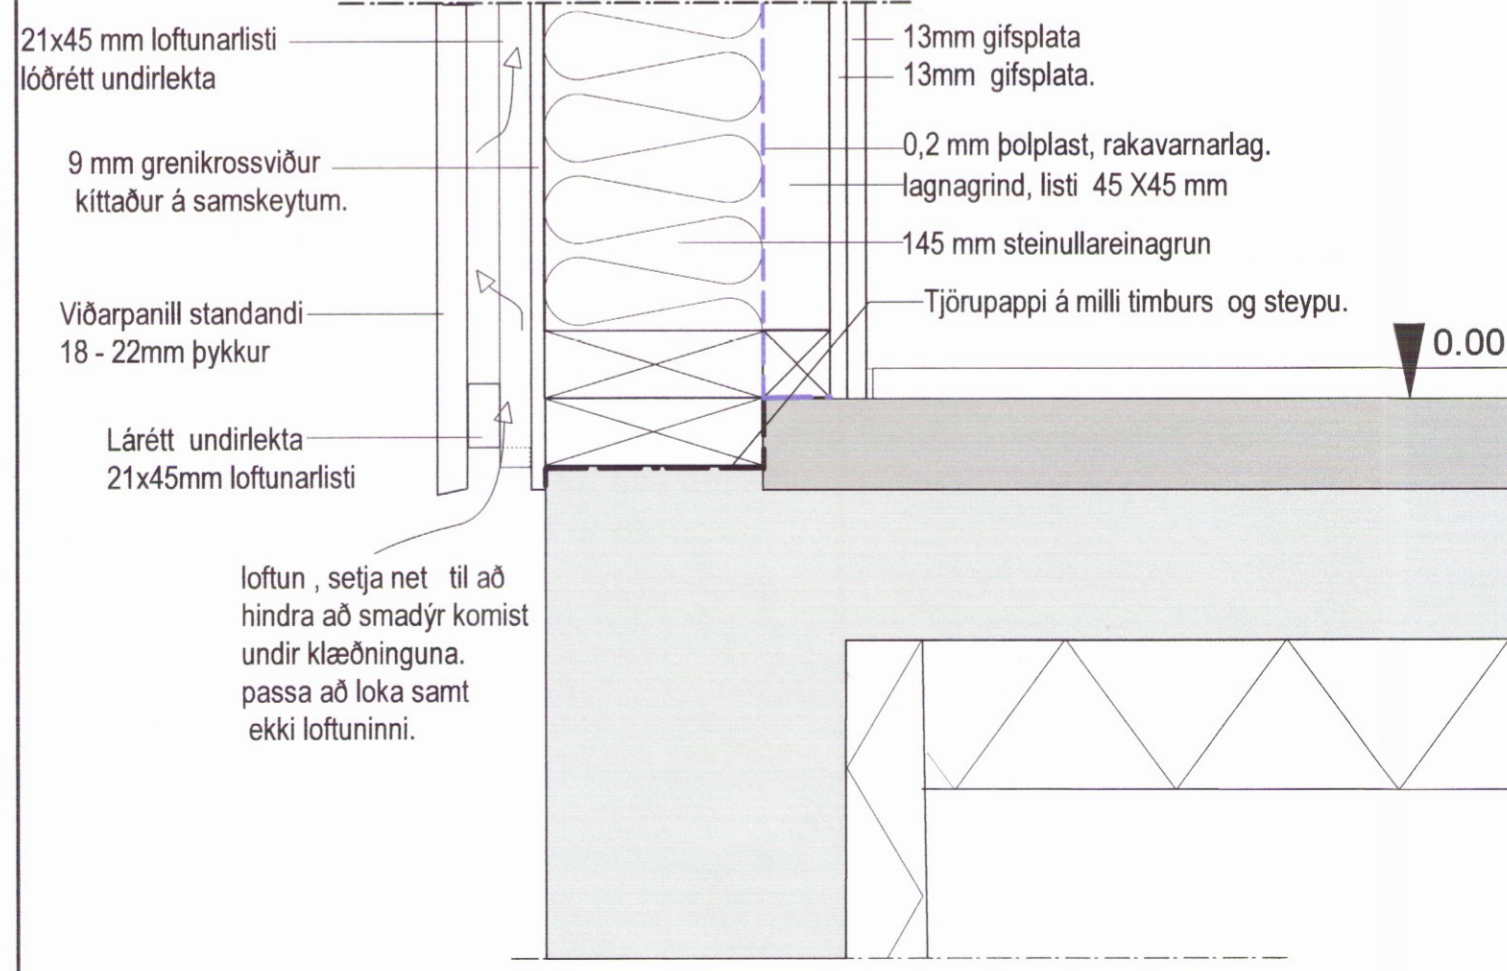 21x45 mm loftunarlisti
lóðrétt undirlekta
9 mm grenikrossviður
kíttaður á samskeytum.
Viðarpanill standandi
18 - 22mm þykkur
Lárétt undirlekta
21x45mm loftunarlisti
loftun , setja net til að
hindra að smadýr komist
undir klæðninguna.
passa að loka samt
ekki loftuninni.
13mm gifsplata
13mm gifsplata.
0,2 mm þolplast, rakavarnarlag.
lagnagrind, listi 45 X45 mm
145 mm steinullareinagrun
Tjörupappi á milli timburs og steypu.
0.00